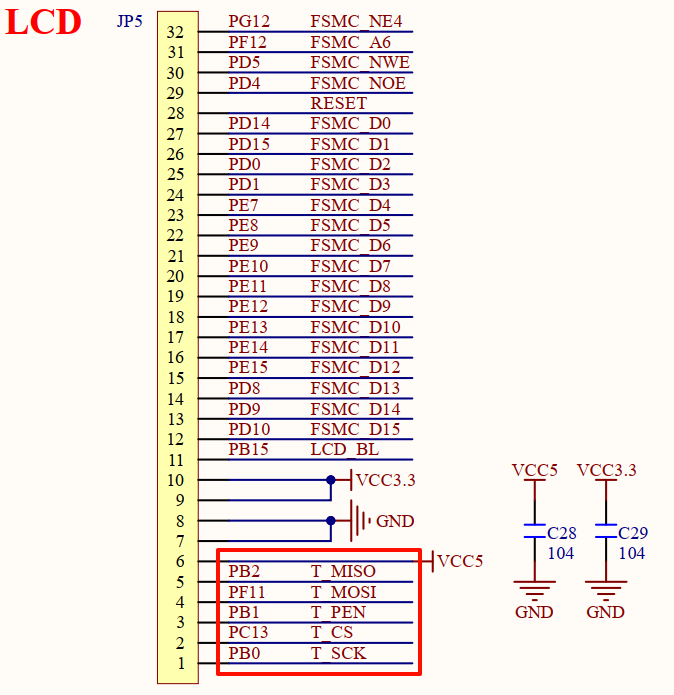 LCD
JP5
32 PG12 FSMC_NE4
31 PF12 FSMC_A6
30 PD5 FSMC_NWE
29 PD4 FSMC_NOE
28 RESET
27 PD14 FSMC_D0
26 PD15 FSMC_D1
25 PD0 FSMC_D2
24 PD1 FSMC_D3
23 PE7 FSMC_D4
22 PE8 FSMC_D5
21 PE9 FSMC_D6
20 PE10 FSMC_D7
19 PE11 FSMC_D8
18 PE12 FSMC_D9
17 PE13 FSMC_D10
16 PE14 FSMC_D11
15 PE15 FSMC_D12
14 PD8 FSMC_D13
13 PD9 FSMC_D14
12 PD10 FSMC_D15
11 PB15 LCD_BL
10 VCC3.3
9
8 GND
7
6 VCC5
5 PB2 T_MISO
4 PF11 T_MOSI
3 PB1 T_PEN
2 PC13 T_CS
1 PB0 T_SCK
VCC5 VCC3.3
C28 C29
104 104
GND GND